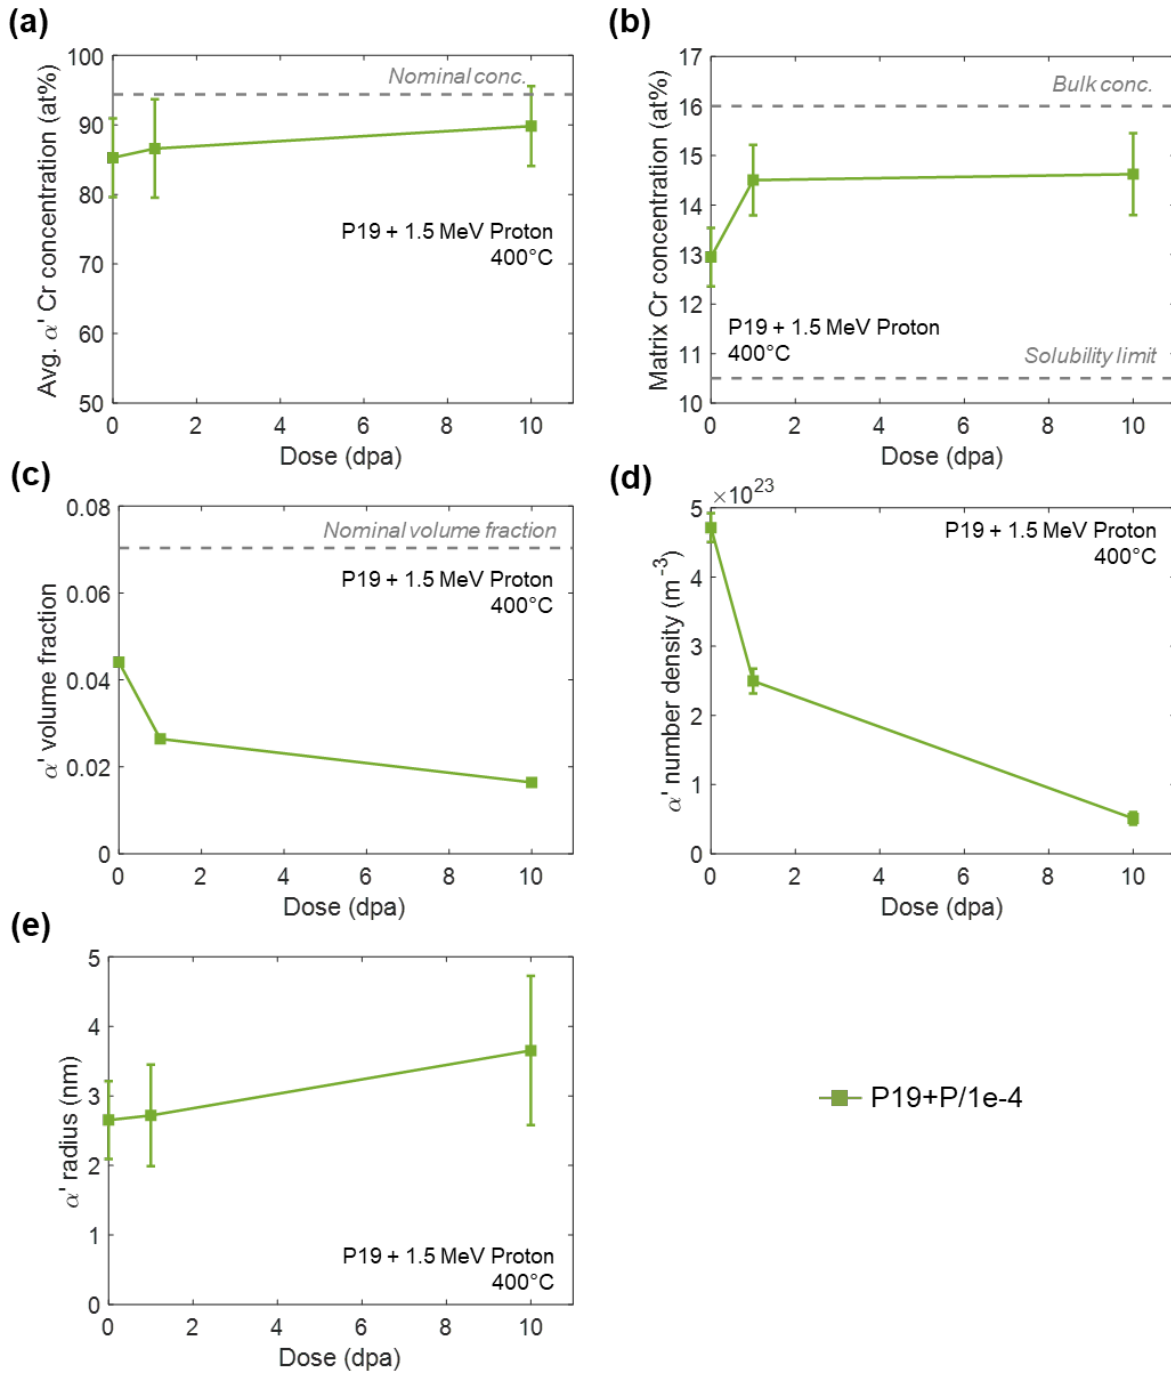 (a)
Avg. α' Cr concentration (at%)
100
90
80
70
60
50
Nominal conc.
P19 + 1.5 MeV Proton
400°C
0 2 4 6 8 10
Dose (dpa)
(b)
Matrix Cr concentration (at%)
17
16
15
14
13
12
11
10
Bulk conc.
P19 + 1.5 MeV Proton
400°C
Solubility limit
0 2 4 6 8 10
Dose (dpa)
(c)
α' volume fraction
0.08
0.06
0.04
0.02
0
Nominal volume fraction
P19 + 1.5 MeV Proton
400°C
0 2 4 6 8 10
Dose (dpa)
(d)
α' number density (m⁻³)
×10²³
5
4
3
2
1
0
P19 + 1.5 MeV Proton
400°C
0 2 4 6 8 10
Dose (dpa)
(e)
α' radius (nm)
5
4
3
2
1
0
P19 + 1.5 MeV Proton
400°C
0 2 4 6 8 10
Dose (dpa)
P19+P/1e-4